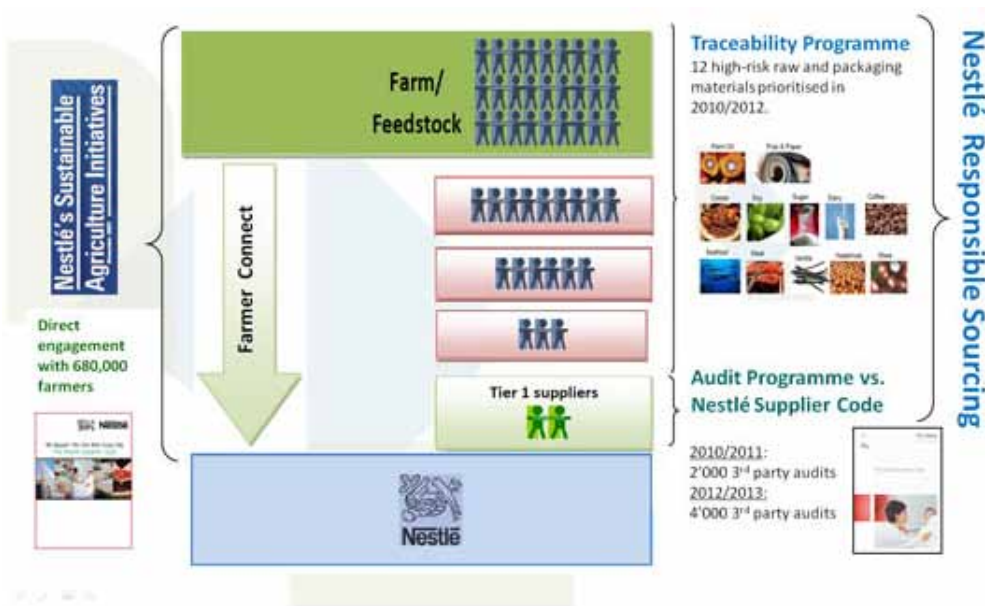 Nestlé's Sustainable
Agriculture Initiatives
Direct
engagement
with 680,000
farmers
Farm/
Feedstock
Farmer Connect
Tier 1 suppliers
Nestlé
Traceability Programme
12 high-risk raw and packaging
materials prioritised in
2010/2012.
Palm Oil
Pulp & Paper
Cocoa
Soy
Sugar
Dairy
Coffee
Seafood
Meat
Vanilla
Hazelnuts
Shea
Audit Programme vs.
Nestlé Supplier Code
2010/2011:
2'000 3rd party audits
2012/2013:
4'000 3rd party audits
Nestlé Responsible Sourcing